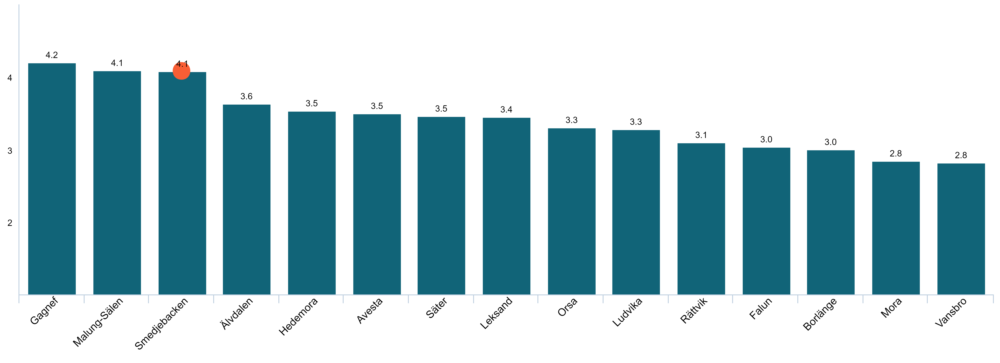 4.2
4.1
4.1
3.6
3.5
3.5
3.5
3.4
3.3
3.3
3.1
3.0
3.0
2.8
2.8
4
3
2
Gagnef
Malung-Sälen
Smedjebacken
Älvdalen
Hedemora
Avesta
Säter
Leksand
Orsa
Ludvika
Rättvik
Falun
Borlänge
Mora
Vansbro